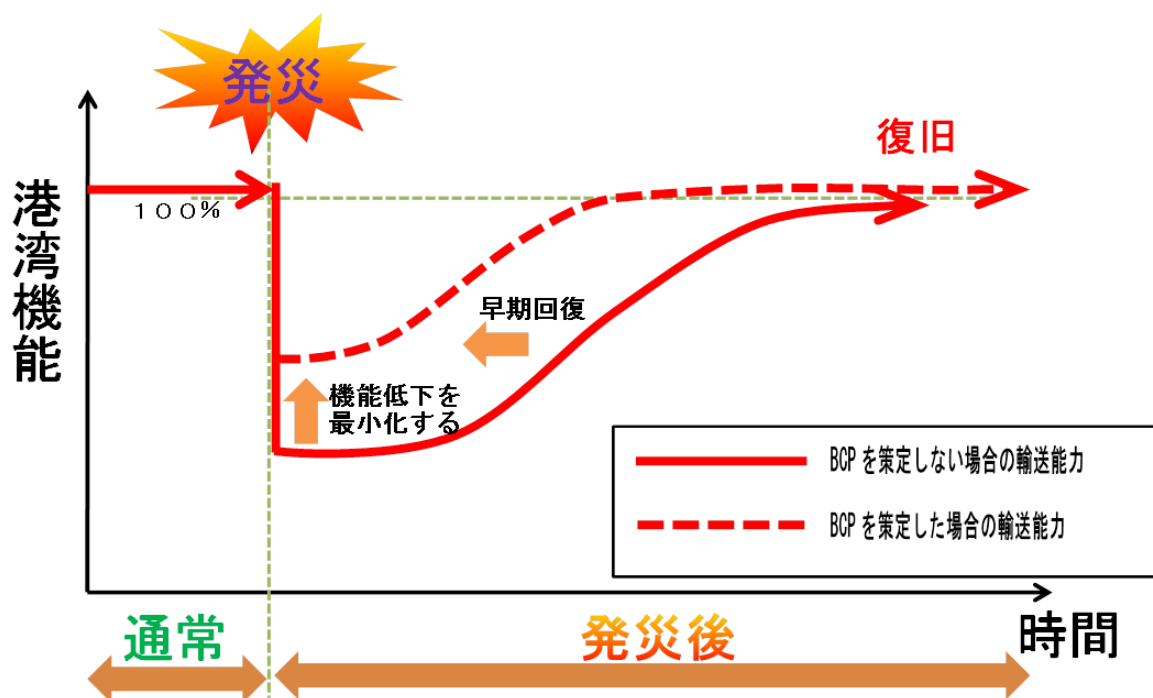 発災
復旧
１００%
港湾機能
早期回復
機能低下を
最小化する
BCPを策定しない場合の輸送能力
BCPを策定した場合の輸送能力
通常
発災後
時間